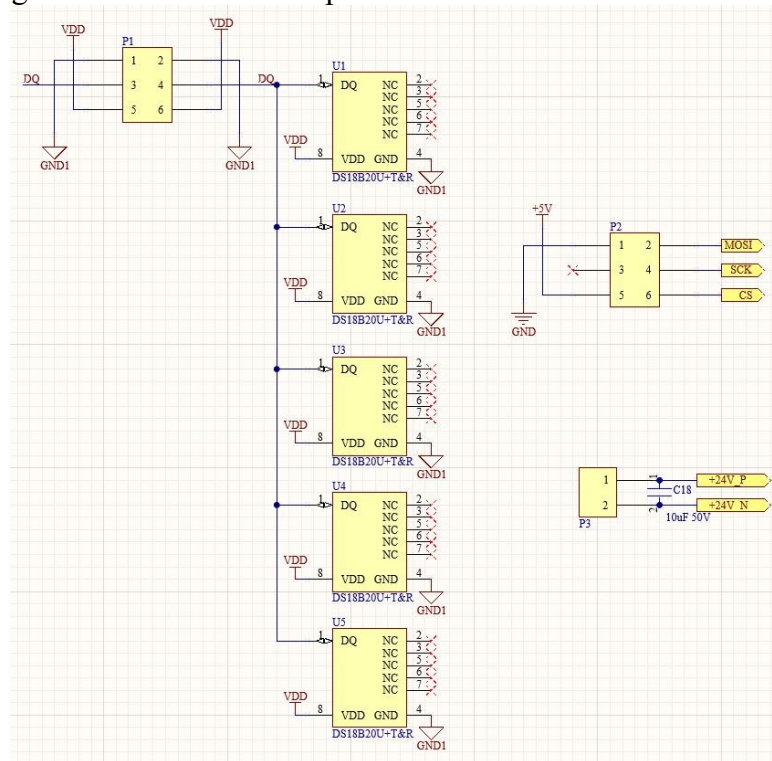 VDD
VDD
P1
1 2
3 4
5 6
DQ
DQ
GND1
GND1
U1
1 DQ NC 2
NC 3
NC 5
NC 6
NC 7
VDD
8 VDD GND 4
DS18B20U+T&R
GND1
U2
1 DQ NC 2
NC 3
NC 5
NC 6
NC 7
VDD
8 VDD GND 4
DS18B20U+T&R
GND1
U3
1 DQ NC 2
NC 3
NC 5
NC 6
NC 7
VDD
8 VDD GND 4
DS18B20U+T&R
GND1
U4
1 DQ NC 2
NC 3
NC 5
NC 6
NC 7
VDD
8 VDD GND 4
DS18B20U+T&R
GND1
U5
1 DQ NC 2
NC 3
NC 5
NC 6
NC 7
VDD
8 VDD GND 4
DS18B20U+T&R
GND1
+5V
P2
1 2 MOSI
3 4 SCK
5 6 CS
GND
1 1 +24V_P
C18
2 2 +24V_N
P3 10uF 50V